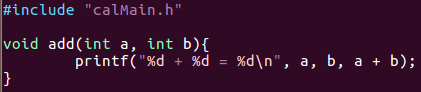 #include "calMain.h"
void add(int a, int b){
        printf("%d + %d = %d\n", a, b, a + b);
}